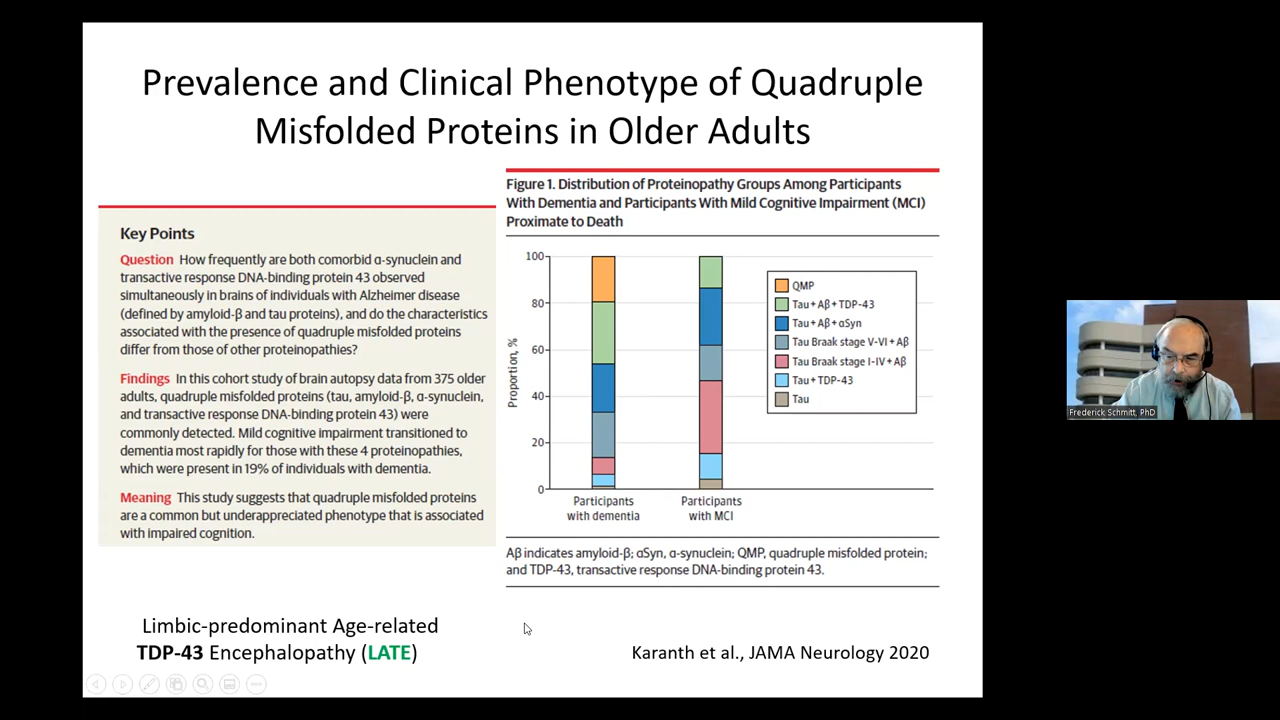 Prevalence and Clinical Phenotype of Quadruple
Misfolded Proteins in Older Adults
Key Points
Question How frequently are both comorbid α-synuclein and
transactive response DNA-binding protein 43 observed
simultaneously in brains of individuals with Alzheimer disease
(defined by amyloid-β and tau proteins), and do the characteristics
associated with the presence of quadruple misfolded proteins
differ from those of other proteinopathies?
Findings In this cohort study of brain autopsy data from 375 older
adults, quadruple misfolded proteins (tau, amyloid-β, α-synuclein,
and transactive response DNA-binding protein 43) were
commonly detected. Mild cognitive impairment transitioned to
dementia most rapidly for those with these 4 proteinopathies,
which were present in 19% of individuals with dementia.
Meaning This study suggests that quadruple misfolded proteins
are a common but underappreciated phenotype that is associated
with impaired cognition.
Figure 1. Distribution of Proteinopathy Groups Among Participants
With Dementia and Participants With Mild Cognitive Impairment (MCI)
Proximate to Death
Proportion, %
100
80
60
40
20
0
Participants
with dementia
Participants
with MCI
QMP
Tau + Aβ + TDP-43
Tau + Aβ + αSyn
Tau Braak stage V-VI + Aβ
Tau Braak stage I-IV + Aβ
Tau + TDP-43
Tau
Aβ indicates amyloid-β; αSyn, α-synuclein; QMP, quadruple misfolded protein;
and TDP-43, transactive response DNA-binding protein 43.
Limbic-predominant Age-related
TDP-43 Encephalopathy (LATE)
Karanth et al., JAMA Neurology 2020
Frederick Schmitt, PhD